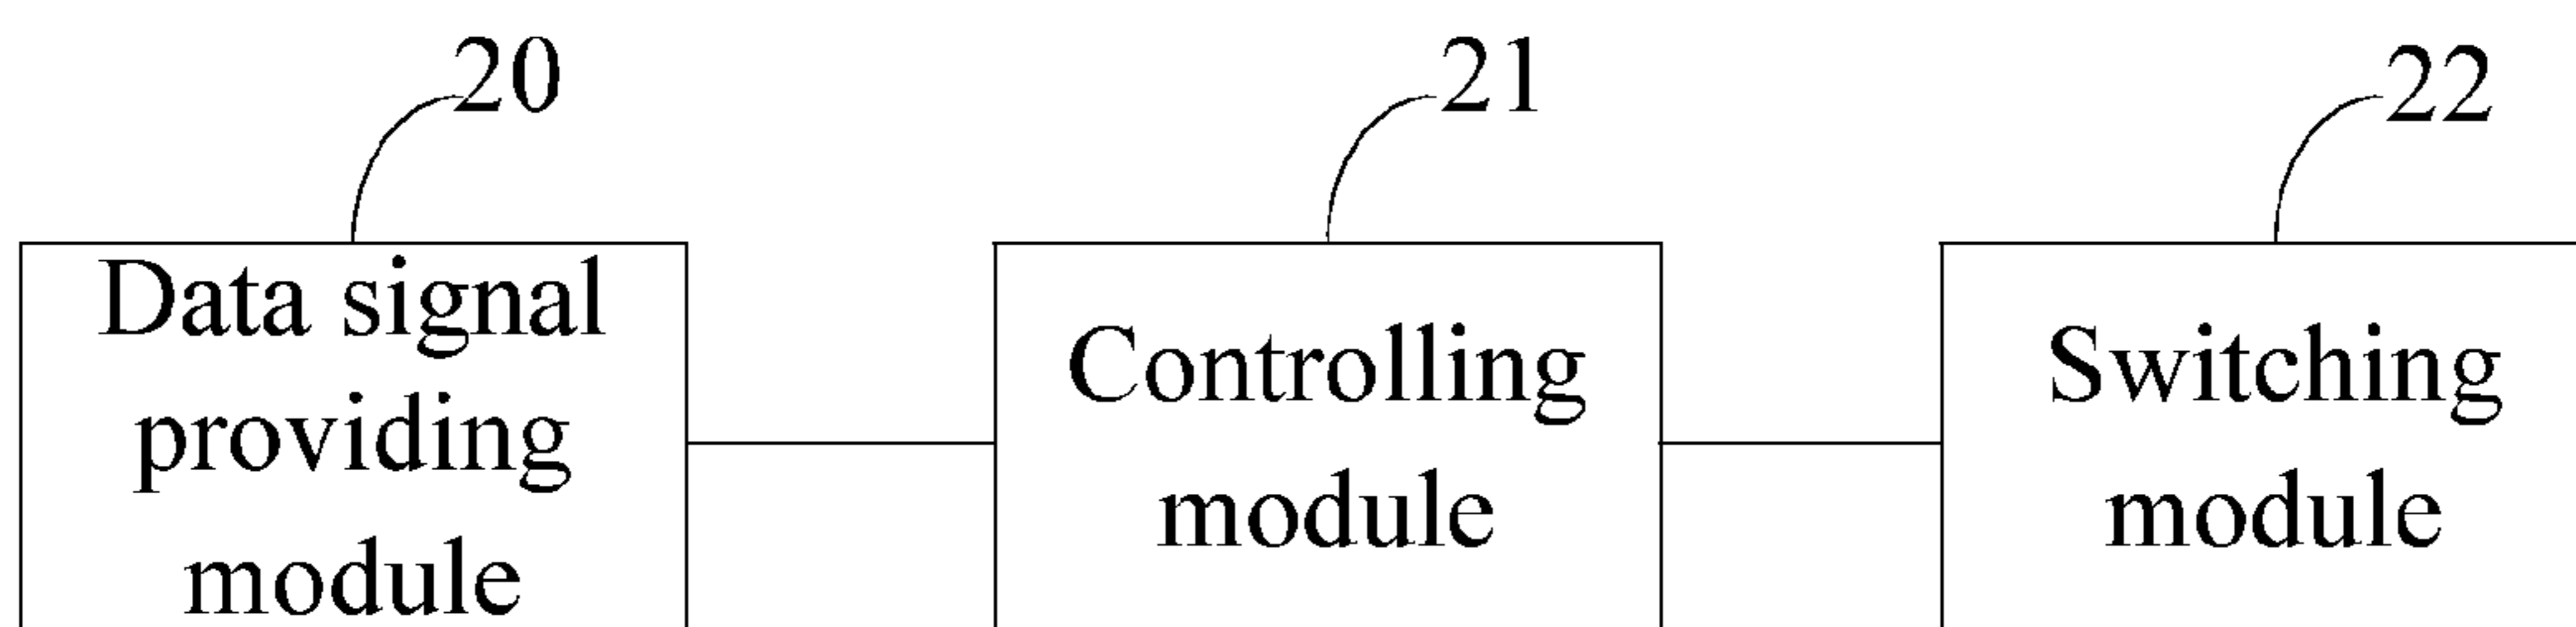 20
21
22
Data signal
providing
module
Controlling
module
Switching
module